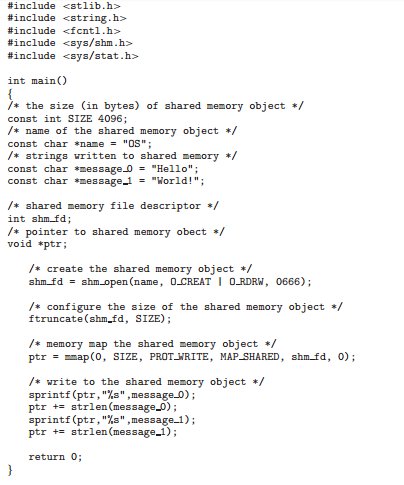 #include <stlib.h>
#include <string.h>
#include <fcntl.h>
#include <sys/shm.h>
#include <sys/stat.h>
int main()
{
/* the size (in bytes) of shared memory object */
const int SIZE 4096;
/* name of the shared memory object */
const char *name = "OS";
/* strings written to shared memory */
const char *message_0 = "Hello";
const char *message_1 = "World!";
/* shared memory file descriptor */
int shm_fd;
/* pointer to shared memory obect */
void *ptr;
/* create the shared memory object */
shm_fd = shm_open(name, O_CREAT | O_RDRW, 0666);
/* configure the size of the shared memory object */
ftruncate(shm_fd, SIZE);
/* memory map the shared memory object */
ptr = mmap(0, SIZE, PROT_WRITE, MAP_SHARED, shm_fd, 0);
/* write to the shared memory object */
sprintf(ptr,"%s",message_0);
ptr += strlen(message_0);
sprintf(ptr,"%s",message_1);
ptr += strlen(message_1);
return 0;
}